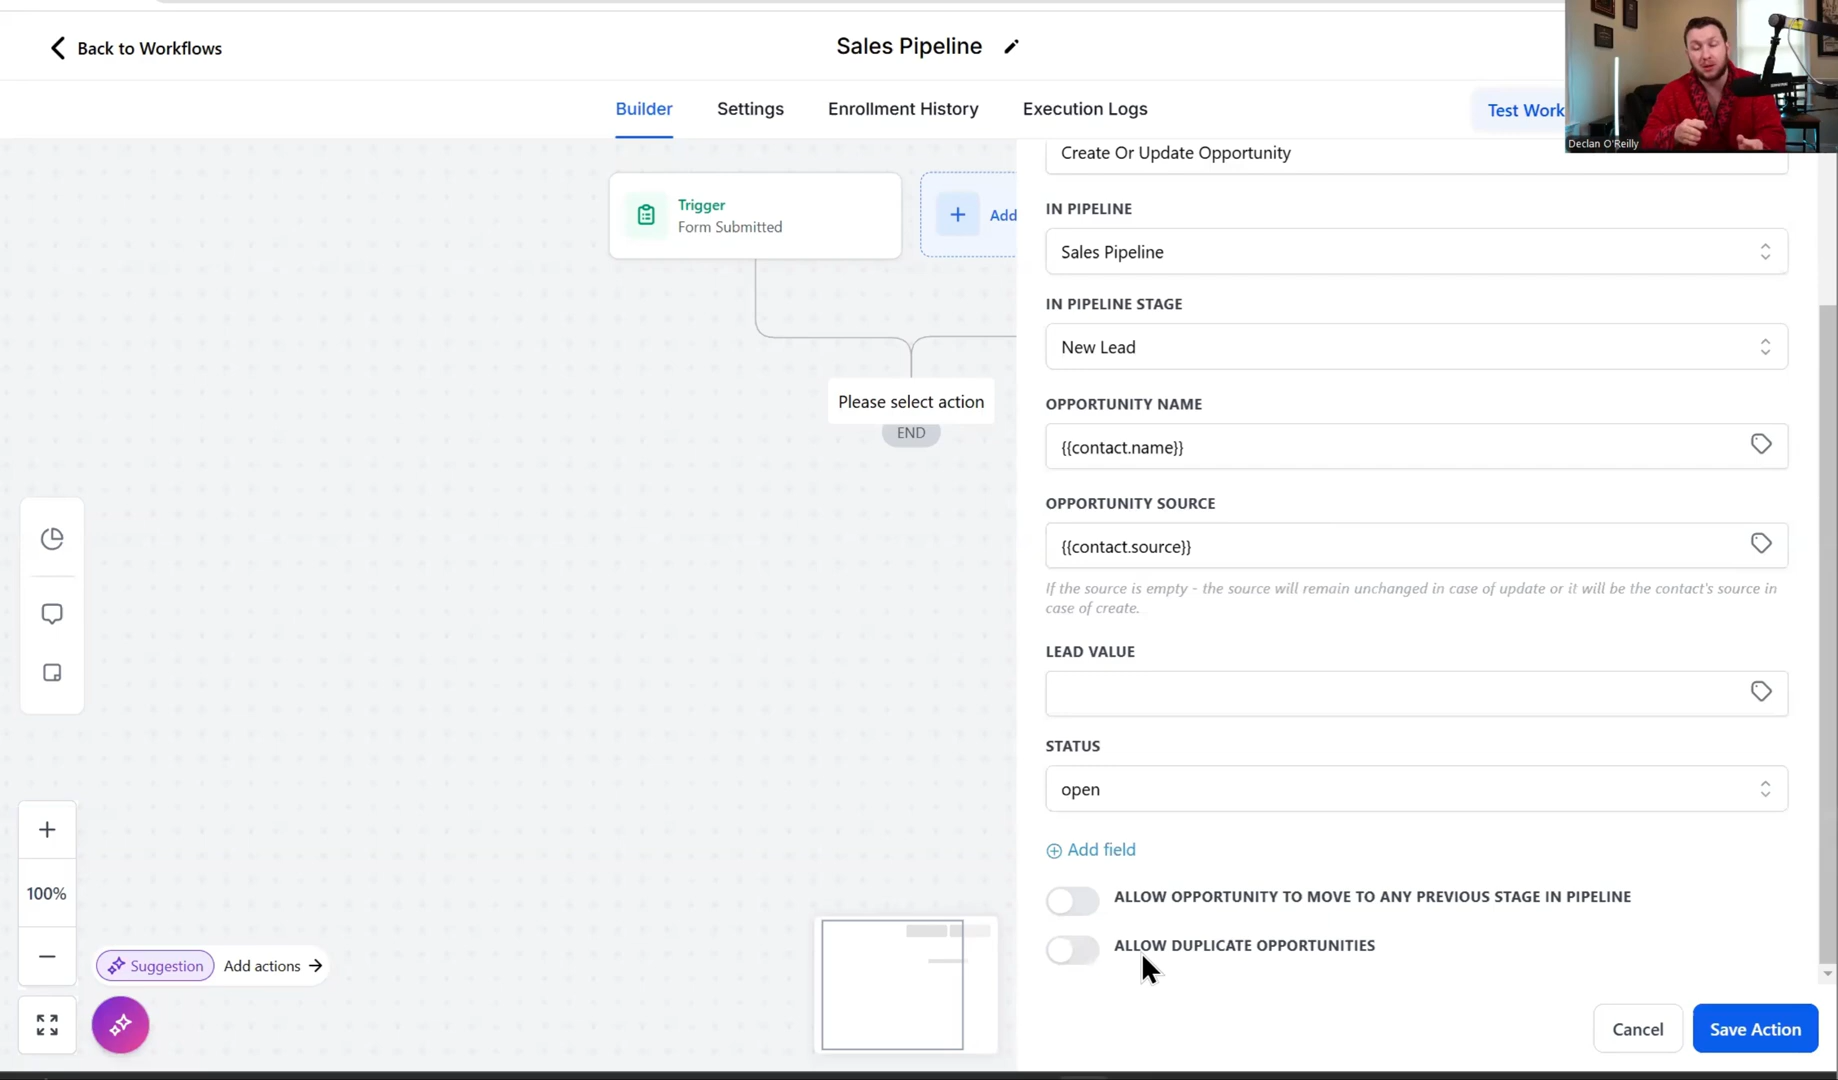 Back to Workflows
Sales Pipeline
Builder
Settings
Enrollment History
Execution Logs
Test Work
Declan O'Reilly
Trigger
Form Submitted
Add
Please select action
END
Create Or Update Opportunity
IN PIPELINE
Sales Pipeline
IN PIPELINE STAGE
New Lead
OPPORTUNITY NAME
{{contact.name}}
OPPORTUNITY SOURCE
{{contact.source}}
If the source is empty - the source will remain unchanged in case of update or it will be the contact's source in
case of create.
LEAD VALUE
STATUS
open
Add field
ALLOW OPPORTUNITY TO MOVE TO ANY PREVIOUS STAGE IN PIPELINE
ALLOW DUPLICATE OPPORTUNITIES
100%
Suggestion
Add actions
Cancel
Save Action